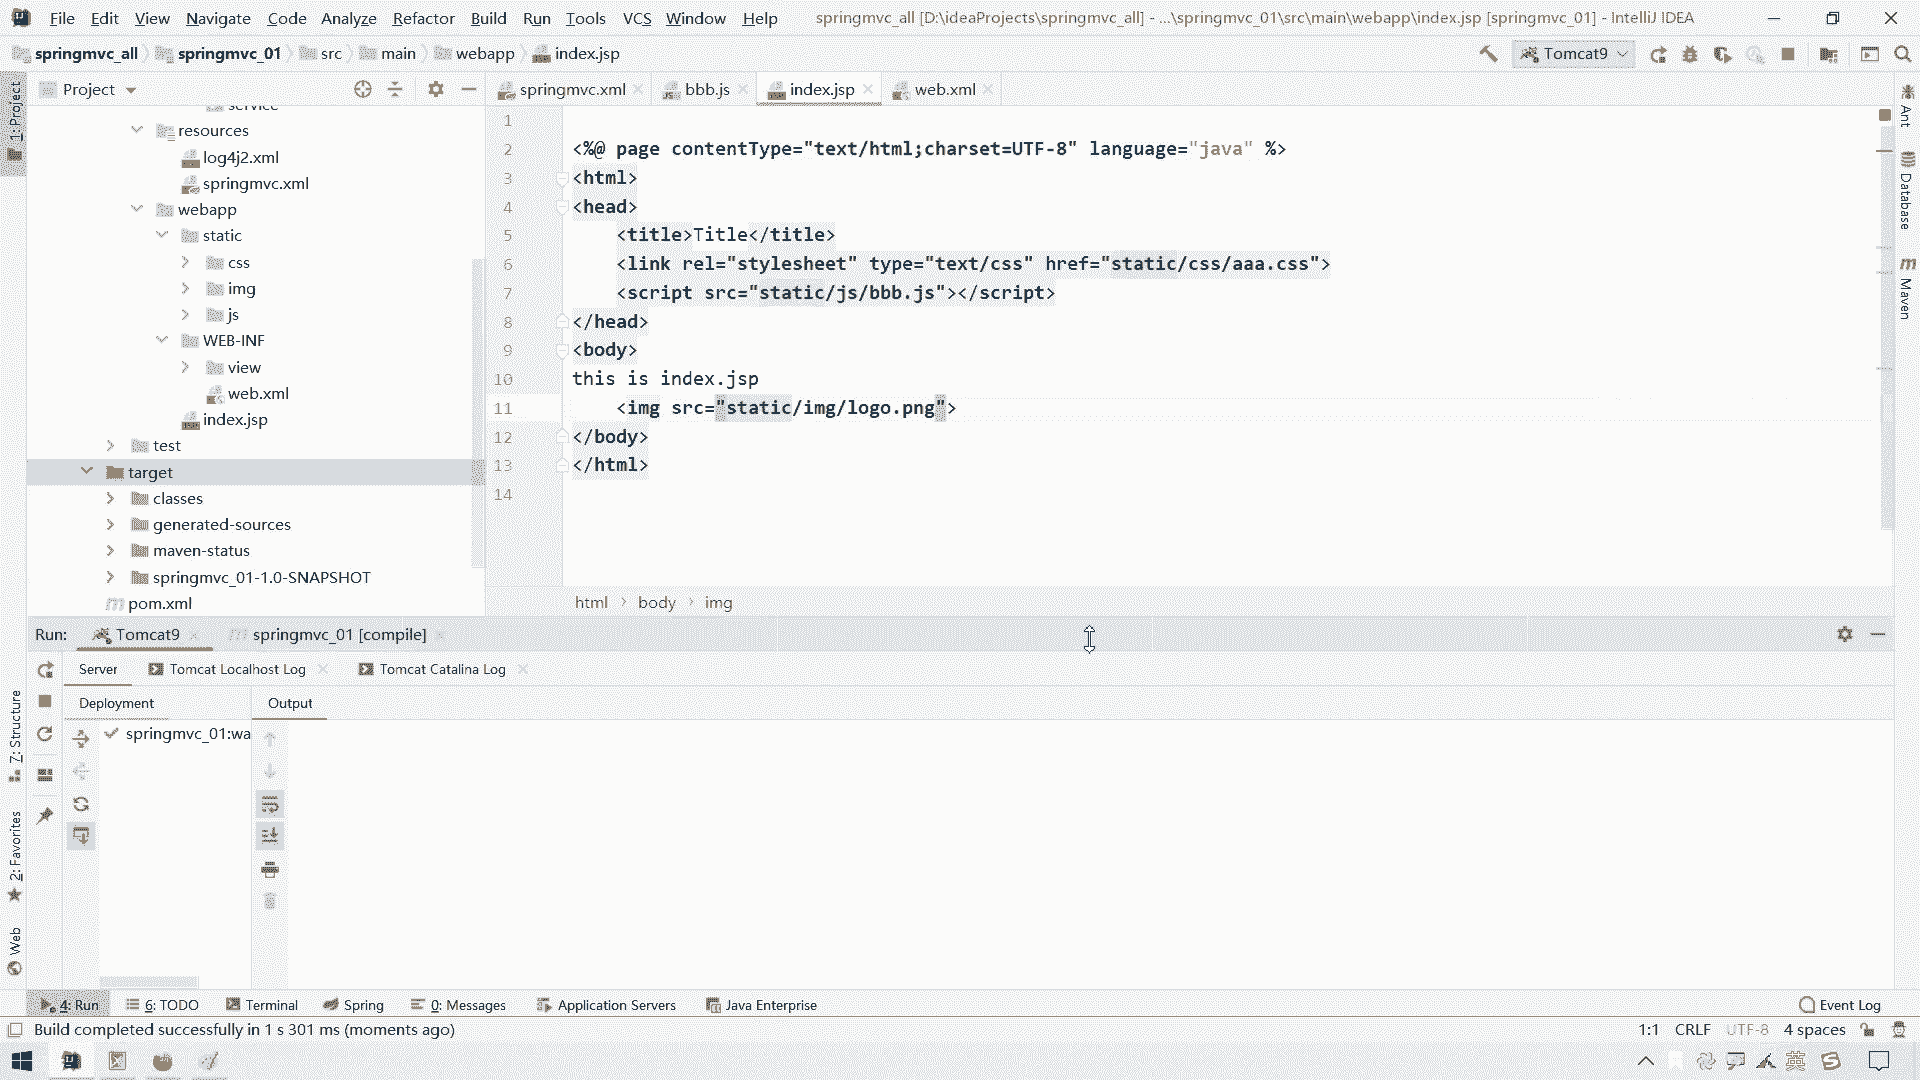 File Edit View Navigate Code Analyze Refactor Build Run Tools VCS Window Help springmvc_all [D:\ideaProjects\springmvc_all] - ...\springmvc_01\src\main\webapp\index.jsp [springmvc_01] - IntelliJ IDEA
springmvc_all springmvc_01 src main webapp index.jsp Tomcat9
Project springmvc.xml bbb.js index.jsp web.xml
1: Project
service
resources
log4j2.xml
springmvc.xml
webapp
static
css
img
js
WEB-INF
view
web.xml
index.jsp
test
target
classes
generated-sources
maven-status
springmvc_01-1.0-SNAPSHOT
pom.xml
1
2 <%@ page contentType="text/html;charset=UTF-8" language="java" %>
3 <html>
4 <head>
5 <title>Title</title>
6 <link rel="stylesheet" type="text/css" href="static/css/aaa.css">
7 <script src="static/js/bbb.js"></script>
8 </head>
9 <body>
10 this is index.jsp
11 <img src="static/img/logo.png">
12 </body>
13 </html>
14
html body img
Ant
Database
m Maven
Run: Tomcat9 springmvc_01 [compile]
Server Tomcat Localhost Log Tomcat Catalina Log
Deployment Output
springmvc_01:wa
7: Structure
2: Favorites
Web
4: Run 6: TODO Terminal Spring 0: Messages Application Servers Java Enterprise Event Log
Build completed successfully in 1 s 301 ms (moments ago) 1:1 CRLF UTF-8 4 spaces
英